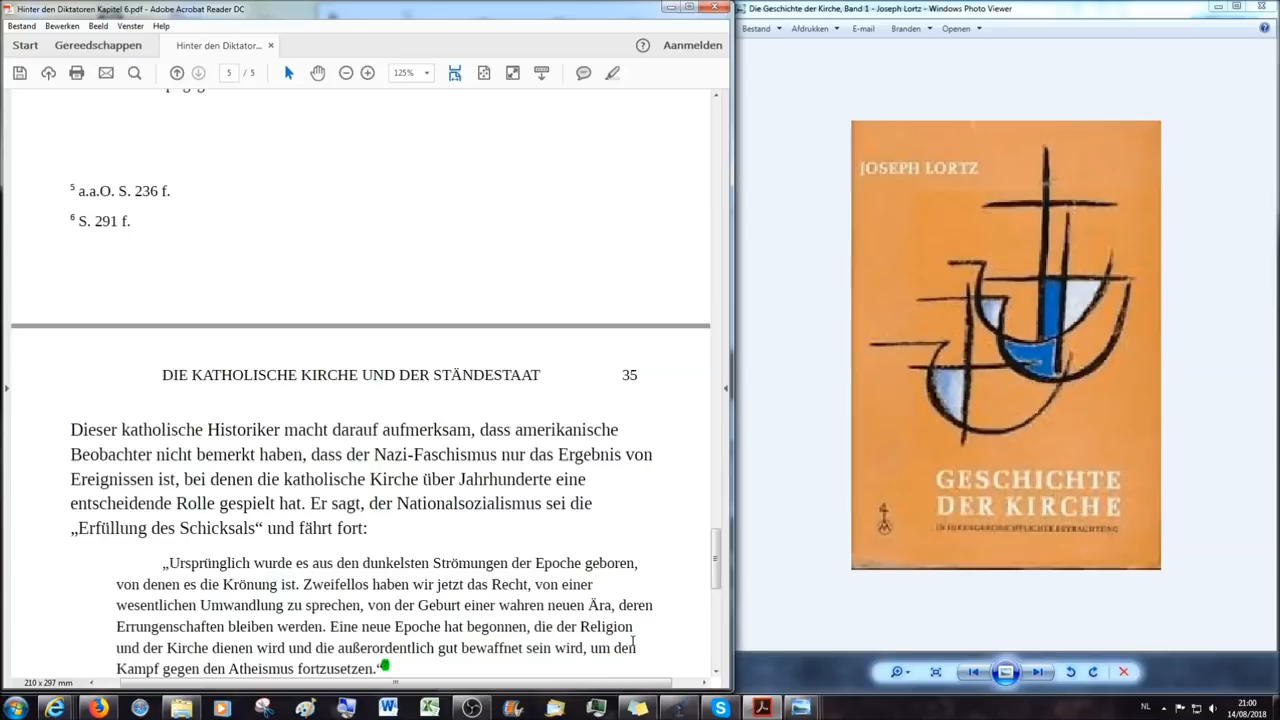 Hinter den Diktatoren Kapitel 6.pdf - Adobe Acrobat Reader DC
Bestand Bewerken Beeld Venster Help
Start Gereedschappen Hinter den Diktator... × Aanmelden
5 / 5 125%
5 a.a.O. S. 236 f.
6 S. 291 f.
DIE KATHOLISCHE KIRCHE UND DER STÄNDESTAAT 35
Dieser katholische Historiker macht darauf aufmerksam, dass amerikanische
Beobachter nicht bemerkt haben, dass der Nazi-Faschismus nur das Ergebnis von
Ereignissen ist, bei denen die katholische Kirche über Jahrhunderte eine
entscheidende Rolle gespielt hat. Er sagt, der Nationalsozialismus sei die
„Erfüllung des Schicksals“ und fährt fort:
„Ursprünglich wurde es aus den dunkelsten Strömungen der Epoche geboren,
von denen es die Krönung ist. Zweifellos haben wir jetzt das Recht, von einer
wesentlichen Umwandlung zu sprechen, von der Geburt einer wahren neuen Ära, deren
Errungenschaften bleiben werden. Eine neue Epoche hat begonnen, die der Religion
und der Kirche dienen wird und die außerordentlich gut bewaffnet sein wird, um den
Kampf gegen den Atheismus fortzusetzen.“
210 x 297 mm
Die Geschichte der Kirche, Band 1 - Joseph Lortz - Windows Photo Viewer
Bestand Afdrukken E-mail Branden Openen
JOSEPH LORTZ
GESCHICHTE
DER KIRCHE
IN IDEENGESCHICHTLICHER BETRACHTUNG
NL 21:00
14/08/2018